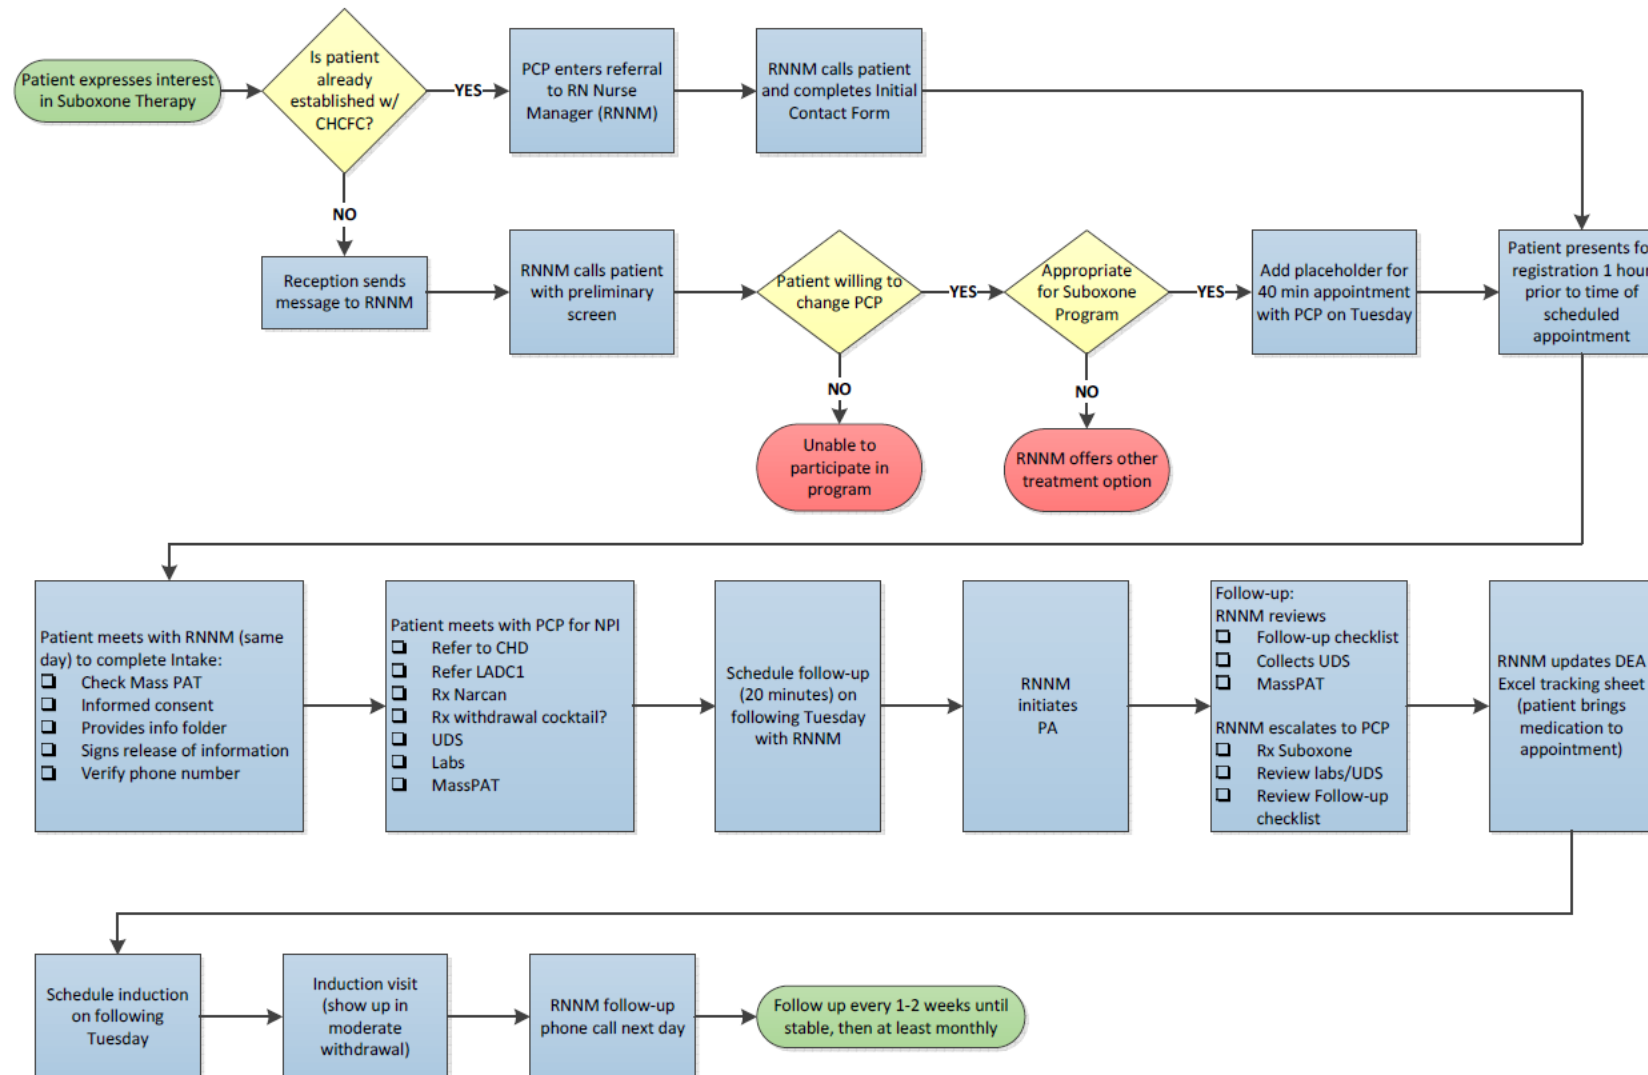 Patient expresses interest
in Suboxone Therapy
Is patient
already
established w/
CHCFC?
YES
PCP enters referral
to RN Nurse
Manager (RNNM)
RNNM calls patient
and completes Initial
Contact Form
NO
Reception sends
message to RNNM
RNNM calls patient
with preliminary
screen
Patient willing to
change PCP
YES
Appropriate
for Suboxone
Program
YES
Add placeholder for
40 min appointment
with PCP on Tuesday
Patient presents fo
registration 1 hour
prior to time of
scheduled
appointment
NO
Unable to
participate in
program
NO
RNNM offers other
treatment option
Patient meets with RNNM (same
day) to complete Intake:
❑ Check Mass PAT
❑ Informed consent
❑ Provides info folder
❑ Signs release of information
❑ Verify phone number
Patient meets with PCP for NPI
❑ Refer to CHD
❑ Refer LADC1
❑ Rx Narcan
❑ Rx withdrawal cocktail?
❑ UDS
❑ Labs
❑ MassPAT
Schedule follow-up
(20 minutes) on
following Tuesday
with RNNM
RNNM
initiates
PA
Follow-up:
RNNM reviews
❑ Follow-up checklist
❑ Collects UDS
❑ MassPAT
RNNM escalates to PCP
❑ Rx Suboxone
❑ Review labs/UDS
❑ Review Follow-up
checklist
RNNM updates DEA
Excel tracking sheet
(patient brings
medication to
appointment)
Schedule induction
on following
Tuesday
Induction visit
(show up in
moderate
withdrawal)
RNNM follow-up
phone call next day
Follow up every 1-2 weeks until
stable, then at least monthly